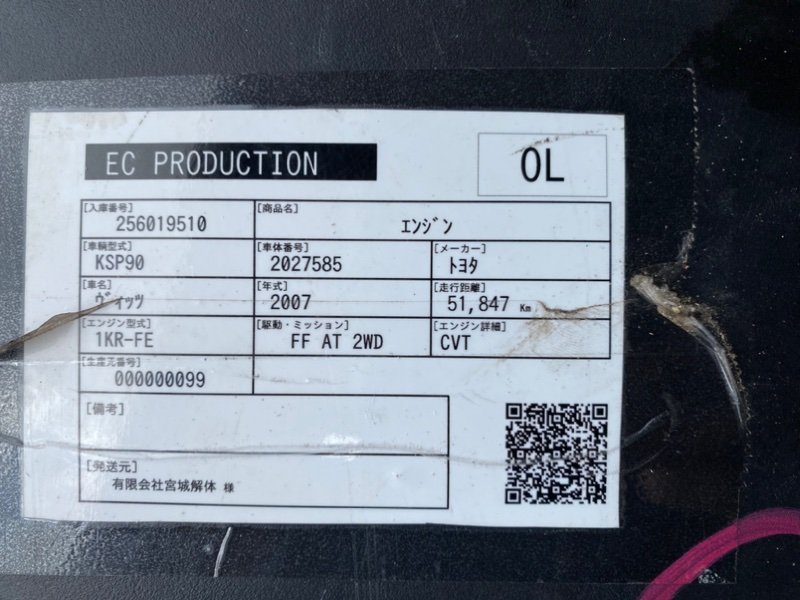 EC PRODUCTION
OL
[入庫番号]
256019510
[商品名]
ｴﾝｼﾞﾝ
[車輌型式]
KSP90
[車体番号]
2027585
[メーカー]
ﾄﾖﾀ
[車名]
ヴィッツ
[年式]
2007
[走行距離]
51,847 Km
[エンジン型式]
1KR-FE
[駆動・ミッション]
FF AT 2WD
[エンジン詳細]
CVT
[生産元番号]
000000099
[備考]
[発送元]
有限会社宮城解体 様